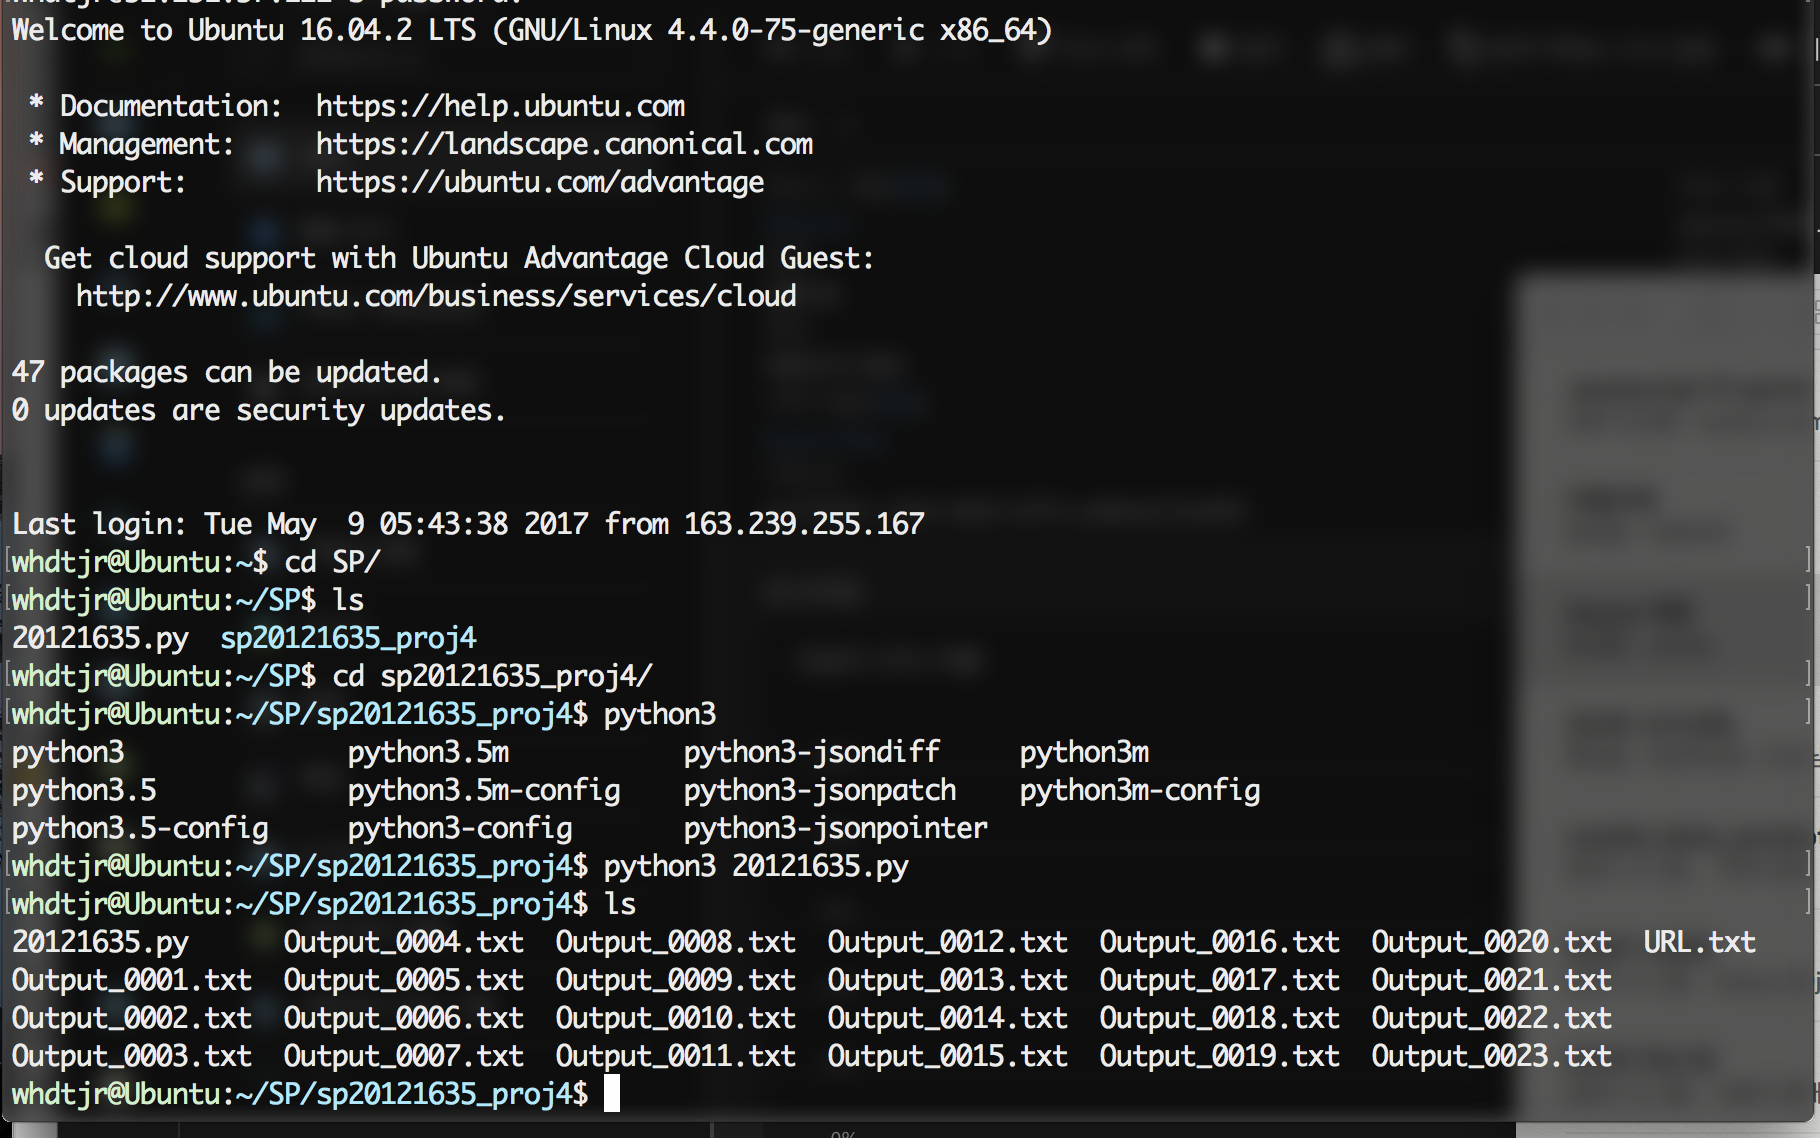 Welcome to Ubuntu 16.04.2 LTS (GNU/Linux 4.4.0-75-generic x86_64)
* Documentation:  https://help.ubuntu.com
* Management:     https://landscape.canonical.com
* Support:        https://ubuntu.com/advantage
Get cloud support with Ubuntu Advantage Cloud Guest:
http://www.ubuntu.com/business/services/cloud
47 packages can be updated.
0 updates are security updates.
Last login: Tue May  9 05:43:38 2017 from 163.239.255.167
whdtjr@Ubuntu:~$ cd SP/
whdtjr@Ubuntu:~/SP$ ls
20121635.py  sp20121635_proj4
whdtjr@Ubuntu:~/SP$ cd sp20121635_proj4/
whdtjr@Ubuntu:~/SP/sp20121635_proj4$ python3
python3              python3.5m           python3-jsondiff     python3m
python3.5            python3.5m-config    python3-jsonpatch    python3m-config
python3.5-config     python3-config       python3-jsonpointer
whdtjr@Ubuntu:~/SP/sp20121635_proj4$ python3 20121635.py
whdtjr@Ubuntu:~/SP/sp20121635_proj4$ ls
20121635.py      Output_0004.txt  Output_0008.txt  Output_0012.txt  Output_0016.txt  Output_0020.txt  URL.txt
Output_0001.txt  Output_0005.txt  Output_0009.txt  Output_0013.txt  Output_0017.txt  Output_0021.txt
Output_0002.txt  Output_0006.txt  Output_0010.txt  Output_0014.txt  Output_0018.txt  Output_0022.txt
Output_0003.txt  Output_0007.txt  Output_0011.txt  Output_0015.txt  Output_0019.txt  Output_0023.txt
whdtjr@Ubuntu:~/SP/sp20121635_proj4$